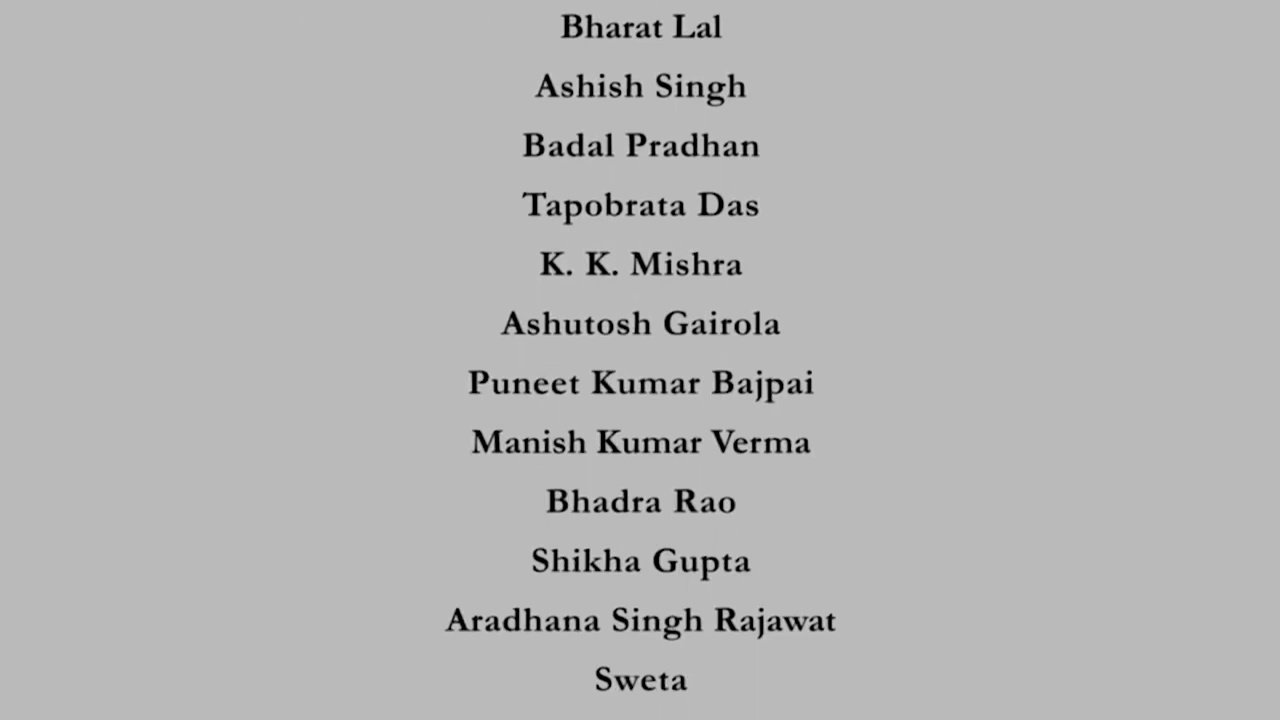 Bharat Lal
Ashish Singh
Badal Pradhan
Tapobrata Das
K. K. Mishra
Ashutosh Gairola
Puneet Kumar Bajpai
Manish Kumar Verma
Bhadra Rao
Shikha Gupta
Aradhana Singh Rajawat
Sweta